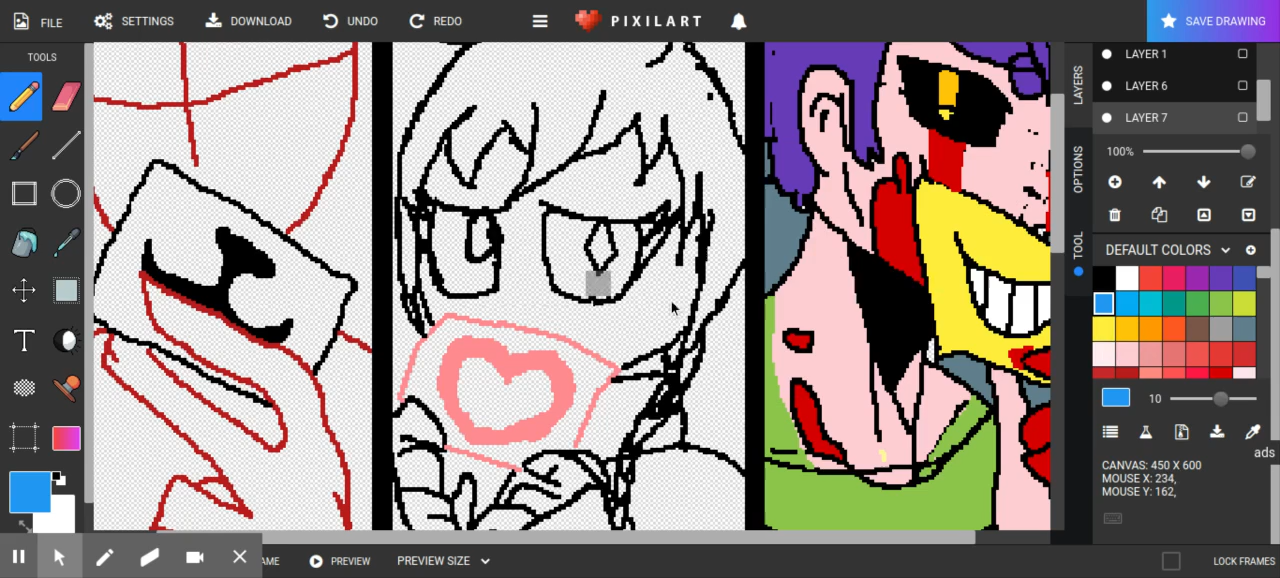 FILE
SETTINGS
DOWNLOAD
UNDO
REDO
PIXILART
SAVE DRAWING
TOOLS
LAYERS
OPTIONS
TOOL
LAYER 1
LAYER 6
LAYER 7
100%
DEFAULT COLORS
10
ads
CANVAS: 450 X 600
MOUSE X: 234,
MOUSE Y: 162,
AME
PREVIEW
PREVIEW SIZE
LOCK FRAMES